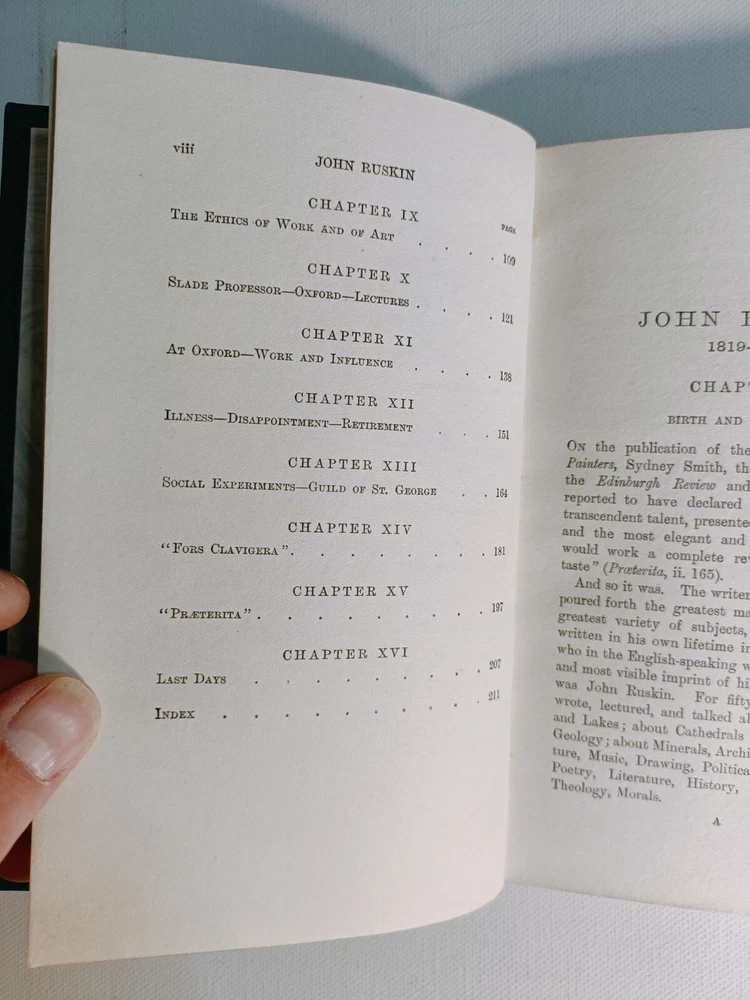 viii
JOHN RUSKIN
CHAPTER IX
PAGE
The Ethics of Work and of Art . . . . 109
CHAPTER X
Slade Professor—Oxford—Lectures . . . . 121
CHAPTER XI
At Oxford—Work and Influence . . . . 138
CHAPTER XII
Illness—Disappointment—Retirement . . . 151
CHAPTER XIII
Social Experiments—Guild of St. George . . 164
CHAPTER XIV
“Fors Clavigera” . . . . . . . 181
CHAPTER XV
“Præterita” . . . . . . . . 197
CHAPTER XVI
Last Days . . . . . . . . 207
Index . . . . . . . . . 211
JOHN
1819-
CHAP
BIRTH AND
On the publication of the
Painters, Sydney Smith, th
the Edinburgh Review and
reported to have declared
transcendent talent, presente
and the most elegant and
would work a complete rev
taste” (Præterita, ii. 165).
And so it was. The writer
poured forth the greatest ma
greatest variety of subjects,
written in his own lifetime in
who in the English-speaking w
and most visible imprint of hi
was John Ruskin. For fifty
wrote, lectured, and talked ab
and Lakes; about Cathedrals
Geology; about Minerals, Archi
ture, Music, Drawing, Politica
Poetry, Literature, History,
Theology, Morals.
A